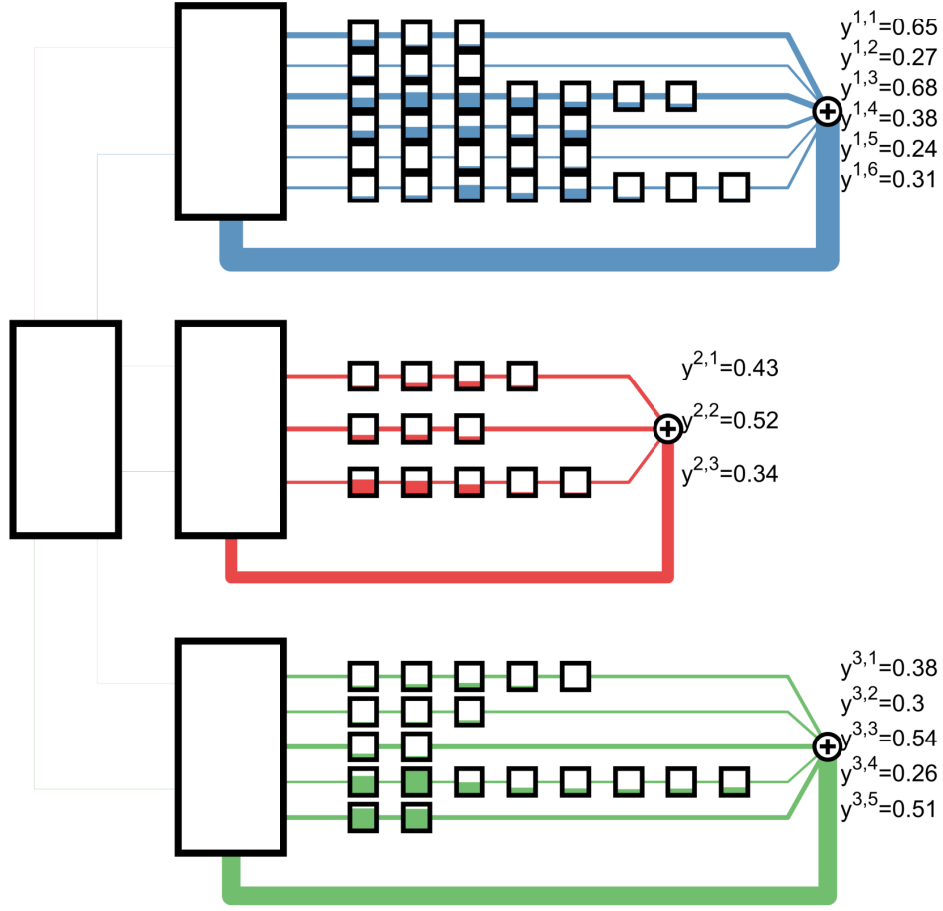 y^1,1=0.65
y^1,2=0.27
y^1,3=0.68
y^1,4=0.38
y^1,5=0.24
y^1,6=0.31
y^2,1=0.43
y^2,2=0.52
y^2,3=0.34
y^3,1=0.38
y^3,2=0.3
y^3,3=0.54
y^3,4=0.26
y^3,5=0.51